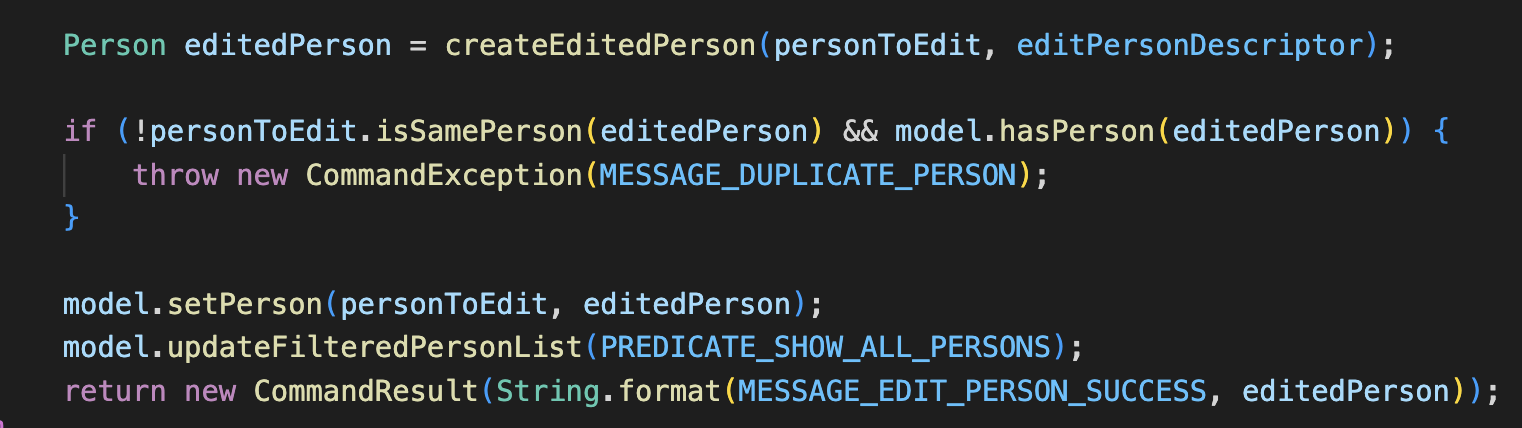 Person editedPerson = createEditedPerson(personToEdit, editPersonDescriptor);
if (!personToEdit.isSamePerson(editedPerson) && model.hasPerson(editedPerson)) {
throw new CommandException(MESSAGE_DUPLICATE_PERSON);
}
model.setPerson(personToEdit, editedPerson);
model.updateFilteredPersonList(PREDICATE_SHOW_ALL_PERSONS);
return new CommandResult(String.format(MESSAGE_EDIT_PERSON_SUCCESS, editedPerson));